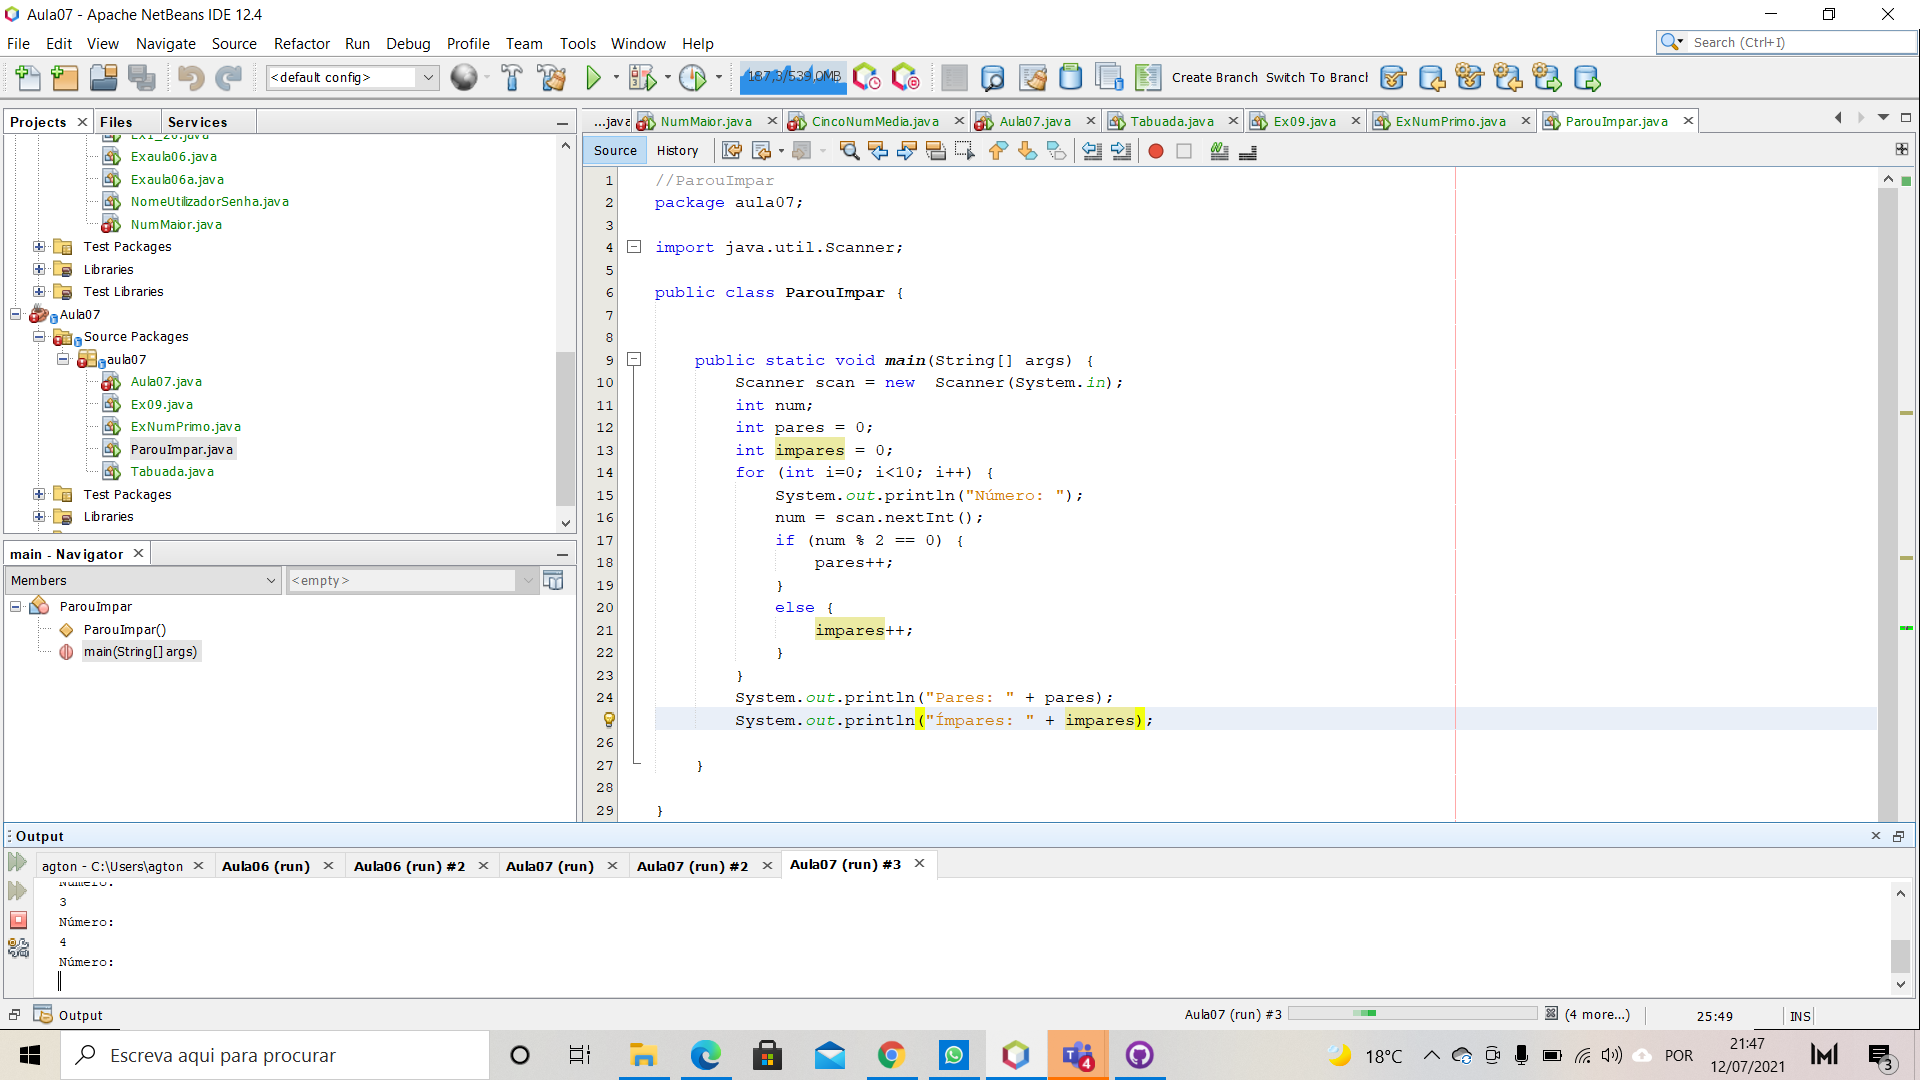 Aula07 - Apache NetBeans IDE 12.4
File Edit View Navigate Source Refactor Run Debug Profile Team Tools Window Help
Search (Ctrl+I)
<default config>
187,3/539,0MB
Create Branch Switch To Branch
Projects Files Services
Ex1_20.java
Exaula06.java
Exaula06a.java
NomeUtilizadorSenha.java
NumMaior.java
Test Packages
Libraries
Test Libraries
Aula07
Source Packages
aula07
Aula07.java
Ex09.java
ExNumPrimo.java
ParouImpar.java
Tabuada.java
Test Packages
Libraries
main - Navigator
Members
<empty>
ParouImpar
ParouImpar()
main(String[] args)
...java NumMaior.java CincoNumMedia.java Aula07.java Tabuada.java Ex09.java ExNumPrimo.java ParouImpar.java
Source History
1 //ParouImpar
2 package aula07;
3
4 import java.util.Scanner;
5
6 public class ParouImpar {
7
8
9 public static void main(String[] args) {
10 Scanner scan = new  Scanner(System.in);
11 int num;
12 int pares = 0;
13 int impares = 0;
14 for (int i=0; i<10; i++) {
15 System.out.println("Número: ");
16 num = scan.nextInt();
17 if (num % 2 == 0) {
18 pares++;
19 }
20 else {
21 impares++;
22 }
23 }
24 System.out.println("Pares: " + pares);
System.out.println("Ímpares: " + impares);
26
27 }
28
29 }
Output
agton - C:\Users\agton Aula06 (run) Aula06 (run) #2 Aula07 (run) Aula07 (run) #2 Aula07 (run) #3
Número:
3
Número:
4
Número:
Output
Aula07 (run) #3
(4 more...)
25:49
INS
Escreva aqui para procurar
4
18°C
POR
21:47
12/07/2021
3